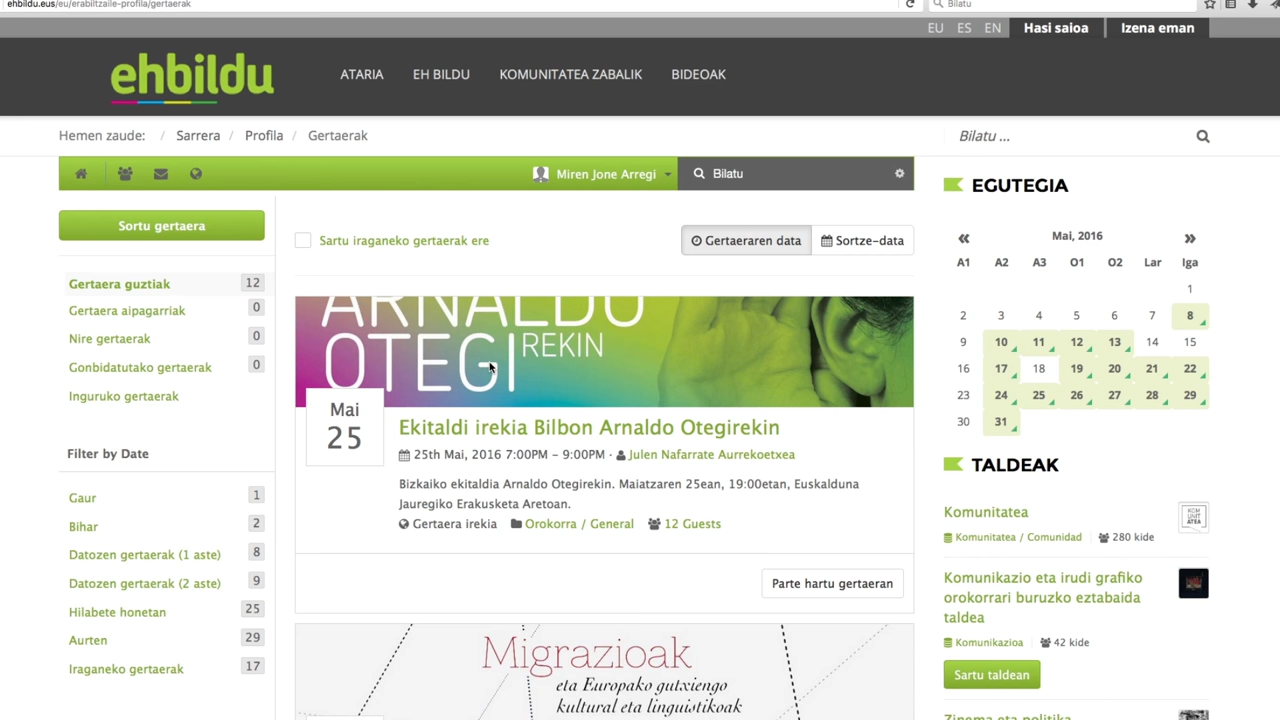 ehbildu.eus/eu/erabiltzaile-profila/gertaerak
Bilatu
EU ES EN Hasi saioa Izena eman
ehbildu
ATARIA EH BILDU KOMUNITATEA ZABALIK BIDEOAK
Hemen zaude: / Sarrera / Profila / Gertaerak
Bilatu ...
Miren Jone Arregi
Bilatu
Sortu gertaera
Gertaera guztiak 12
Gertaera aipagarriak 0
Nire gertaerak 0
Gonbidatutako gertaerak 0
Inguruko gertaerak
Filter by Date
Gaur 1
Bihar 2
Datozen gertaerak (1 aste) 8
Datozen gertaerak (2 aste) 9
Hilabete honetan 25
Aurten 29
Iraganeko gertaerak 17
Sartu iraganeko gertaerak ere
Gertaeraren data Sortze-data
ARNALDO
OTEGI REKIN
Mai
25
Ekitaldi irekia Bilbon Arnaldo Otegirekin
25th Mai, 2016 7:00PM - 9:00PM · Julen Nafarrate Aurrekoetxea
Bizkaiko ekitaldia Arnaldo Otegirekin. Maiatzaren 25ean, 19:00etan, Euskalduna
Jauregiko Erakusketa Aretoan.
Gertaera irekia Orokorra / General 12 Guests
Parte hartu gertaeran
Migrazioak
eta Europako gutxiengo
kultural eta linguistikoak
EGUTEGIA
« Mai, 2016 »
A1 A2 A3 O1 O2 Lar Iga
1
2 3 4 5 6 7 8
9 10 11 12 13 14 15
16 17 18 19 20 21 22
23 24 25 26 27 28 29
30 31
TALDEAK
Komunitatea
KOM
UNIT
ATEA
Komunitatea / Comunidad 280 kide
Komunikazio eta irudi grafiko
orokorrari buruzko eztabaida
taldea
Komunikazioa 42 kide
Sartu taldean
Zinema eta politika